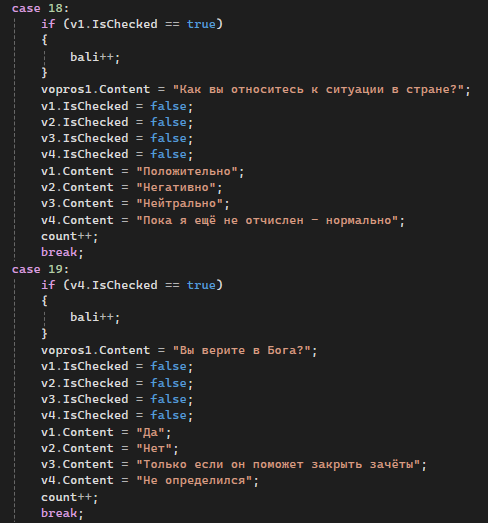 case 18:
    if (v1.IsChecked == true)
    {
        bali++;
    }
    vopros1.Content = "Как вы относитесь к ситуации в стране?";
    v1.IsChecked = false;
    v2.IsChecked = false;
    v3.IsChecked = false;
    v4.IsChecked = false;
    v1.Content = "Положительно";
    v2.Content = "Негативно";
    v3.Content = "Нейтрально";
    v4.Content = "Пока я ещё не отчислен - нормально";
    count++;
    break;
case 19:
    if (v4.IsChecked == true)
    {
        bali++;
    }
    vopros1.Content = "Вы верите в Бога?";
    v1.IsChecked = false;
    v2.IsChecked = false;
    v3.IsChecked = false;
    v4.IsChecked = false;
    v1.Content = "Да";
    v2.Content = "Нет";
    v3.Content = "Только если он поможет закрыть зачёты";
    v4.Content = "Не определился";
    count++;
    break;